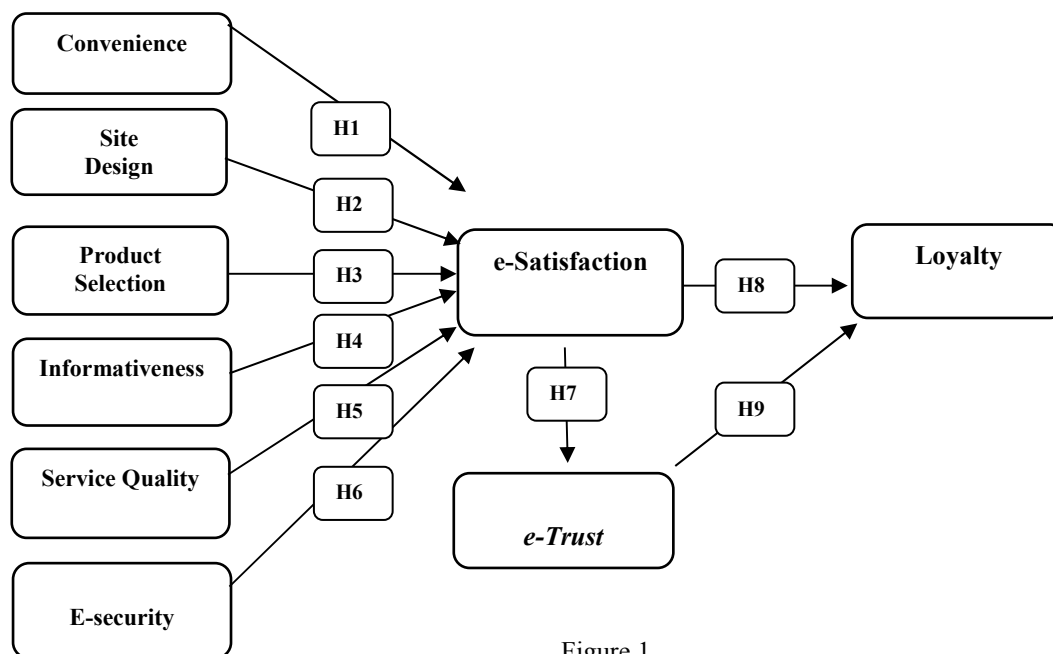 Convenience
H1
Site
Design
H2
Product
Selection
H3
e-Satisfaction
H8
Loyalty
Informativeness
H4
H7
H9
Service Quality
H5
H6
e-Trust
E-security
Figure 1